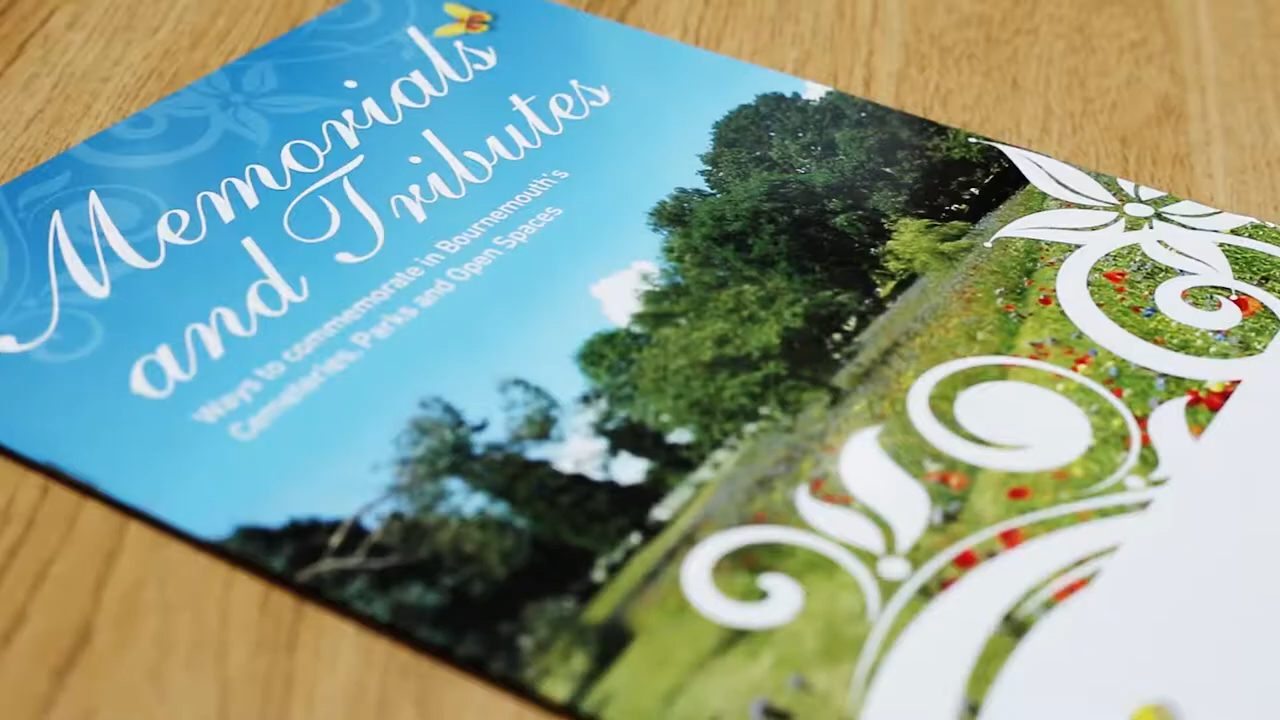 Memorials
and Tributes
Ways to commemorate in Bournemouth's
Cemeteries, Parks and Open Spaces